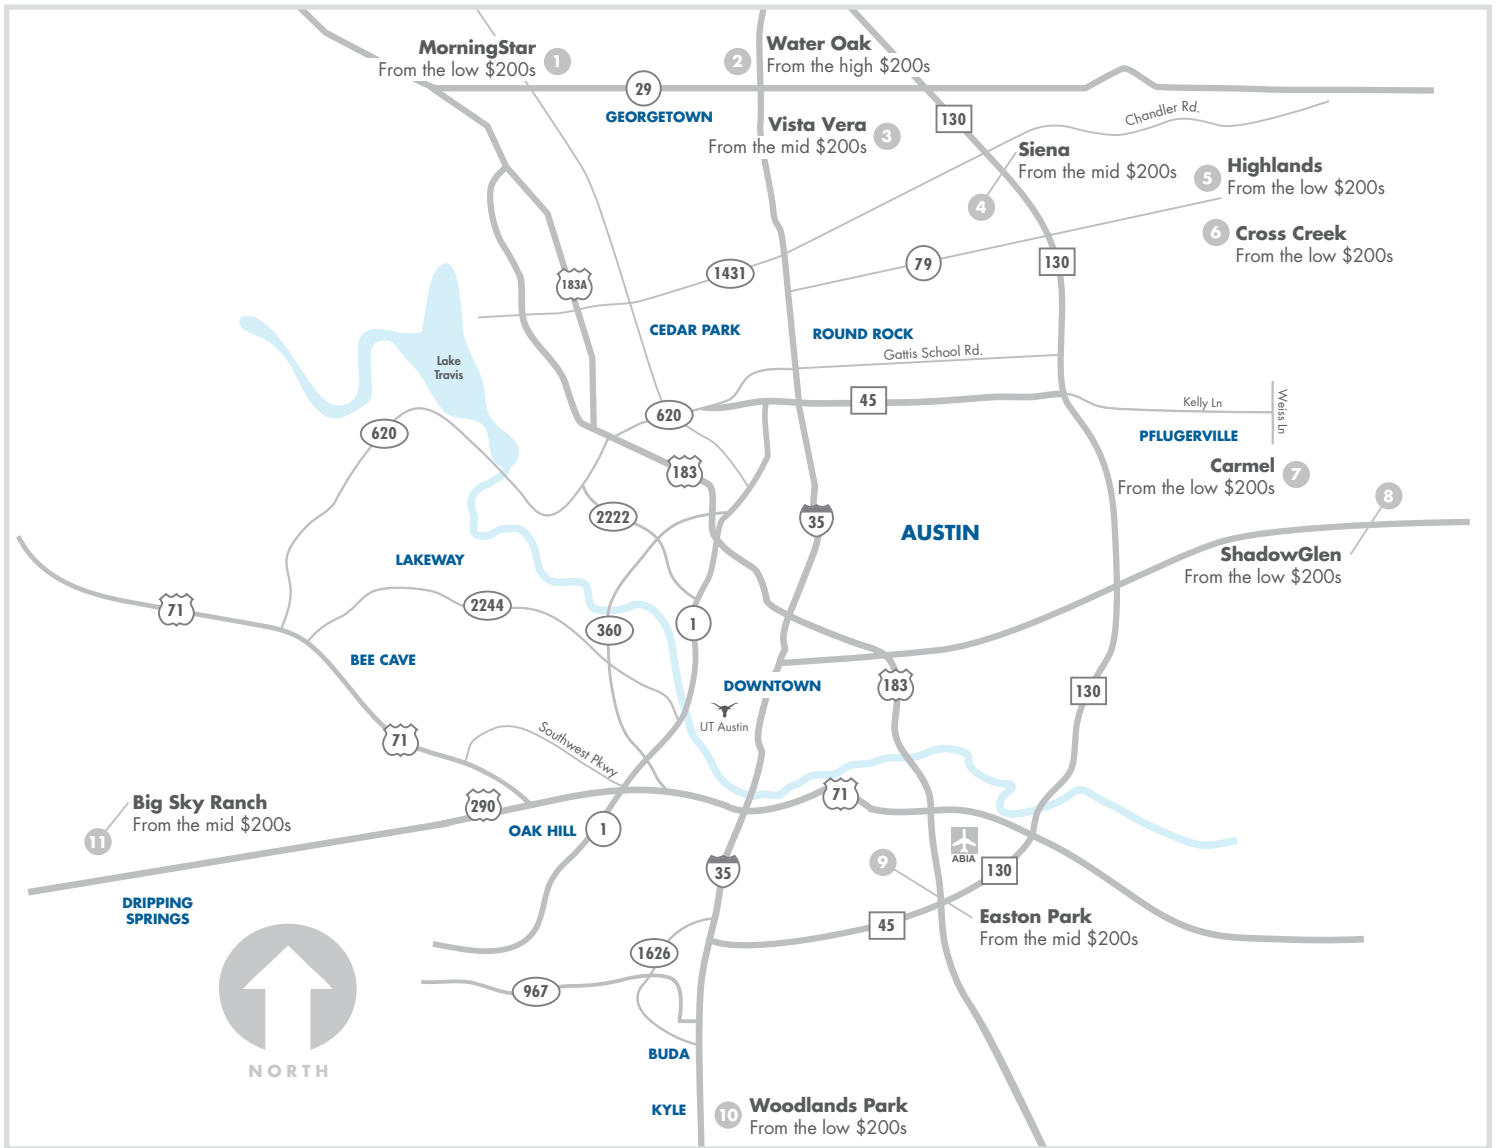 MorningStar
From the low $200s
1
2
Water Oak
From the high $200s
29
GEORGETOWN
130
Chandler Rd.
Vista Vera
From the mid $200s
3
Siena
From the mid $200s
4
5
Highlands
From the low $200s
6
Cross Creek
From the low $200s
183A
1431
79
130
CEDAR PARK
ROUND ROCK
Gattis School Rd.
Lake
Travis
620
620
45
Kelly Ln
Weiss Ln
PFLUGERVILLE
183
Carmel
From the low $200s
7
8
2222
35
AUSTIN
ShadowGlen
From the low $200s
LAKEWAY
71
2244
360
1
BEE CAVE
DOWNTOWN
183
130
UT Austin
71
Southwest Pkwy
71
290
Big Sky Ranch
From the mid $200s
11
OAK HILL
1
ABIA
130
35
9
DRIPPING
SPRINGS
45
Easton Park
From the mid $200s
1626
967
NORTH
BUDA
KYLE
10
Woodlands Park
From the low $200s